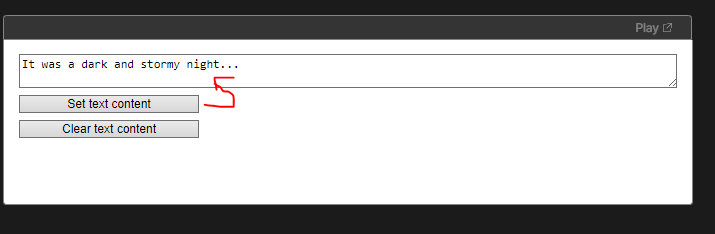 Play
It was a dark and stormy night...
Set text content
Clear text content